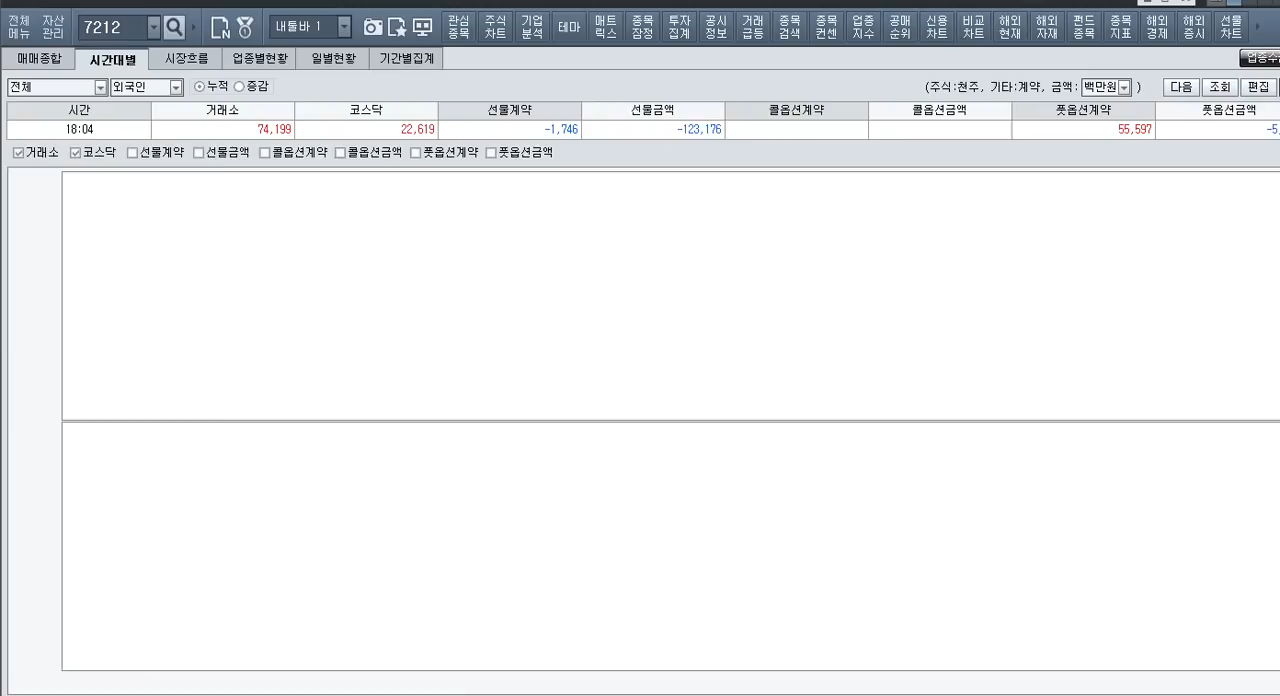 전체 자산 7212 내툴바 1 관심 주식 기업 테마 매트 종목 투자 공시 거래 종목 종목 업종 공매 신용 비교 해외 해외 펀드 종목 해외 해외 선물
메뉴 관리 종목 차트 분석 릭스 잠정 집계 정보 급등 검색 컨센 지수 순위 차트 차트 현재 자재 종목 지표 경제 증시 차트
매매종합 시간대별 시장흐름 업종별현황 일별현황 기간별집계
전체 외국인 누적 증감 (주식:천주, 기타:계약, 금액: 백만원 ) 다음 조회 편집
시간 거래소 코스닥 선물계약 선물금액 콜옵션계약 콜옵션금액 풋옵션계약 풋옵션금액
18:04 74,199 22,619 -1,746 -123,176 55,597
거래소 코스닥 선물계약 선물금액 콜옵션계약 콜옵션금액 풋옵션계약 풋옵션금액